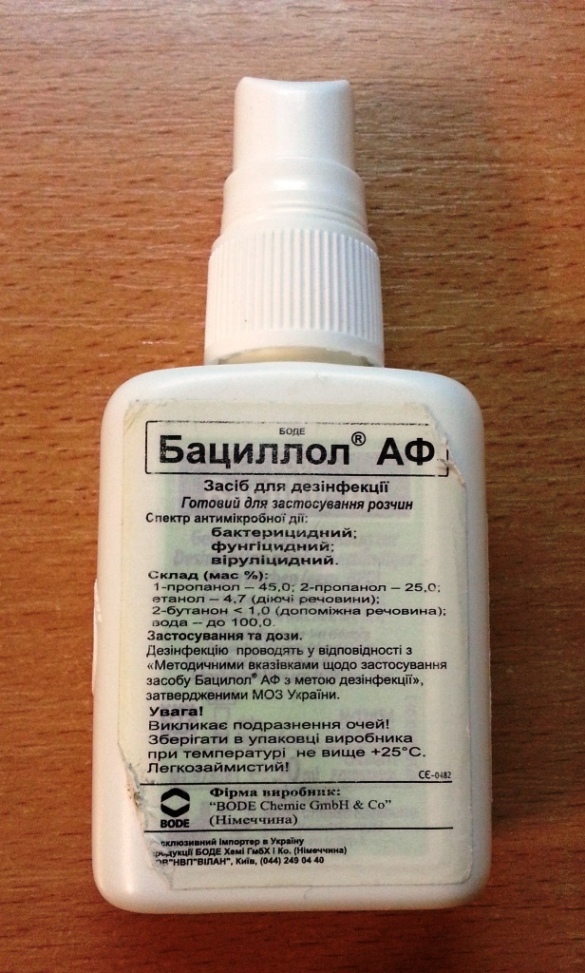 БОДЕ
Бациллол® АФ
Засіб для дезінфекції
Готовий для застосування розчин
Спектр антимікробної дії:
бактерицидний;
фунгіцидний;
віруліцидний.
Склад (мас %):
1-пропанол – 45,0; 2-пропанол – 25,0;
етанол – 4,7 (діючі речовини);
2-бутанон < 1,0 (допоміжна речовина);
вода – до 100,0.
Застосування та дози.
Дезінфекцію проводять у відповідності з
«Методичними вказівками щодо застосування
засобу Бацилол® АФ з метою дезінфекції»,
затвердженими МОЗ України.
Увага!
Викликає подразнення очей!
Зберігати в упаковці виробника
при температурі не вище +25°С.
Легкозаймистий!
CE-0482
BODE
Фірма виробник:
"BODE Chemie GmbH & Co"
(Німеччина)
імпортер в Україну
БОДЕ Хемі ГмбХ і Ко. (Німеччина)
"ВІЛАН", Київ, (044) 249 04 40